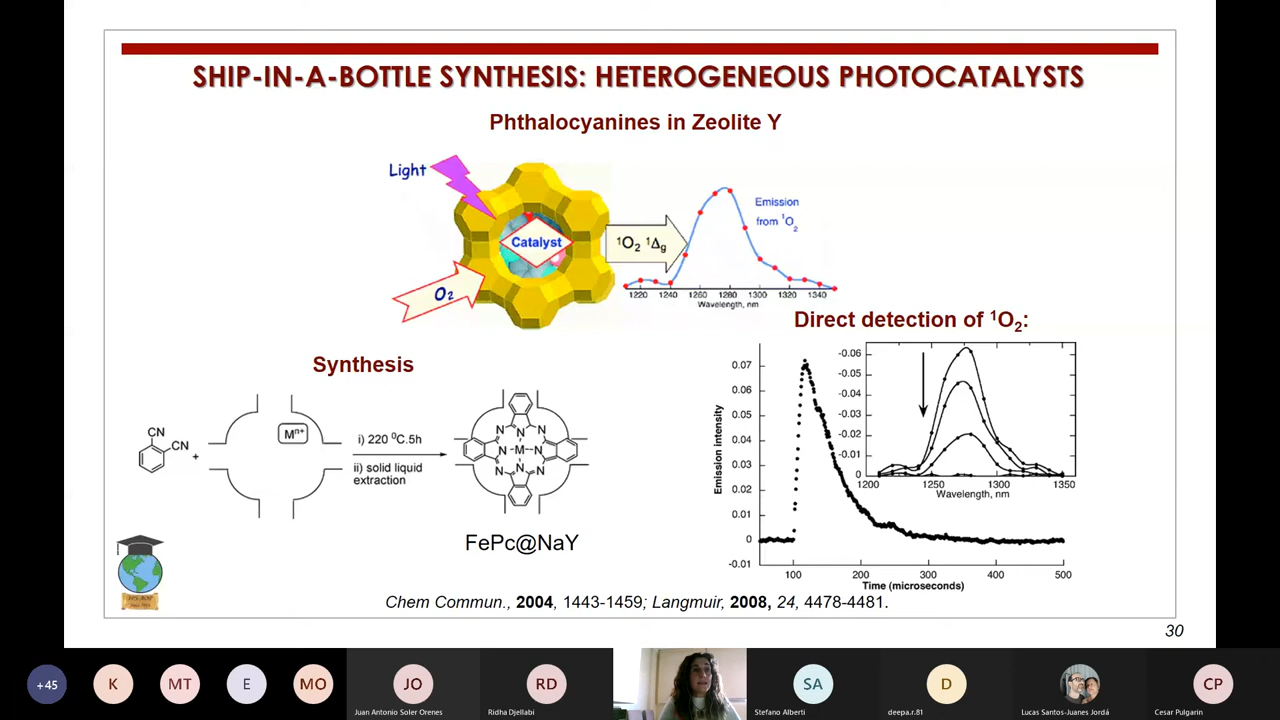 SHIP-IN-A-BOTTLE SYNTHESIS: HETEROGENEOUS PHOTOCATALYSTS
Phthalocyanines in Zeolite Y
Light
Catalyst
O₂
¹O₂ ¹Δg
Emission
from ¹O₂
1220 1240 1260 1280 1300 1320 1340
Wavelength, nm
Direct detection of ¹O₂:
Synthesis
CN
CN
+
Mⁿ⁺
i) 220 ⁰C.5h
ii) solid liquid
extraction
N N N
N M N
N N N
FePc@NaY
Emission intensity
0.07
0.06
0.05
0.04
0.03
0.02
0.01
0
-0.01
100 200 300 400 500
Time (microseconds)
-0.06
-0.05
-0.04
-0.03
-0.02
-0.01
0
1200 1250 1300 1350
Wavelength, nm
Chem Commun., 2004, 1443-1459; Langmuir, 2008, 24, 4478-4481.
30
+45
K
MT
E
MO
JO
Juan Antonio Soler Orenes
RD
Ridha Djellabi
SA
Stefano Alberti
D
deepa.r.81
Lucas Santos-Juanes Jordá
CP
Cesar Pulgarin